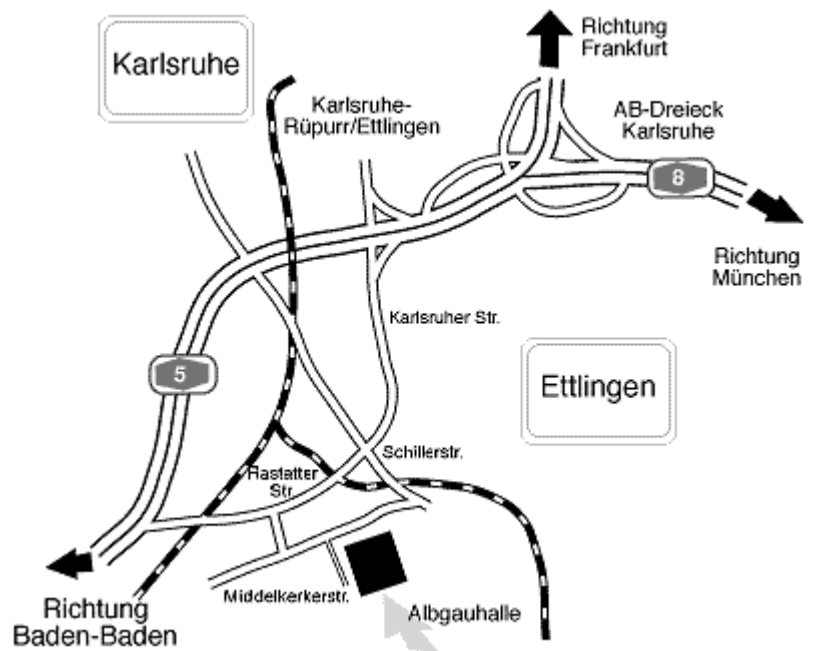 Richtung
Frankfurt
Karlsruhe
Karlsruhe-
Rüpurr/Ettlingen
AB-Dreieck
Karlsruhe
8
Richtung
München
Karlsruher Str.
5
Ettlingen
Schillerstr.
Rastatter
Str.
Middelkerkerstr.
Albgauhalle
Richtung
Baden-Baden